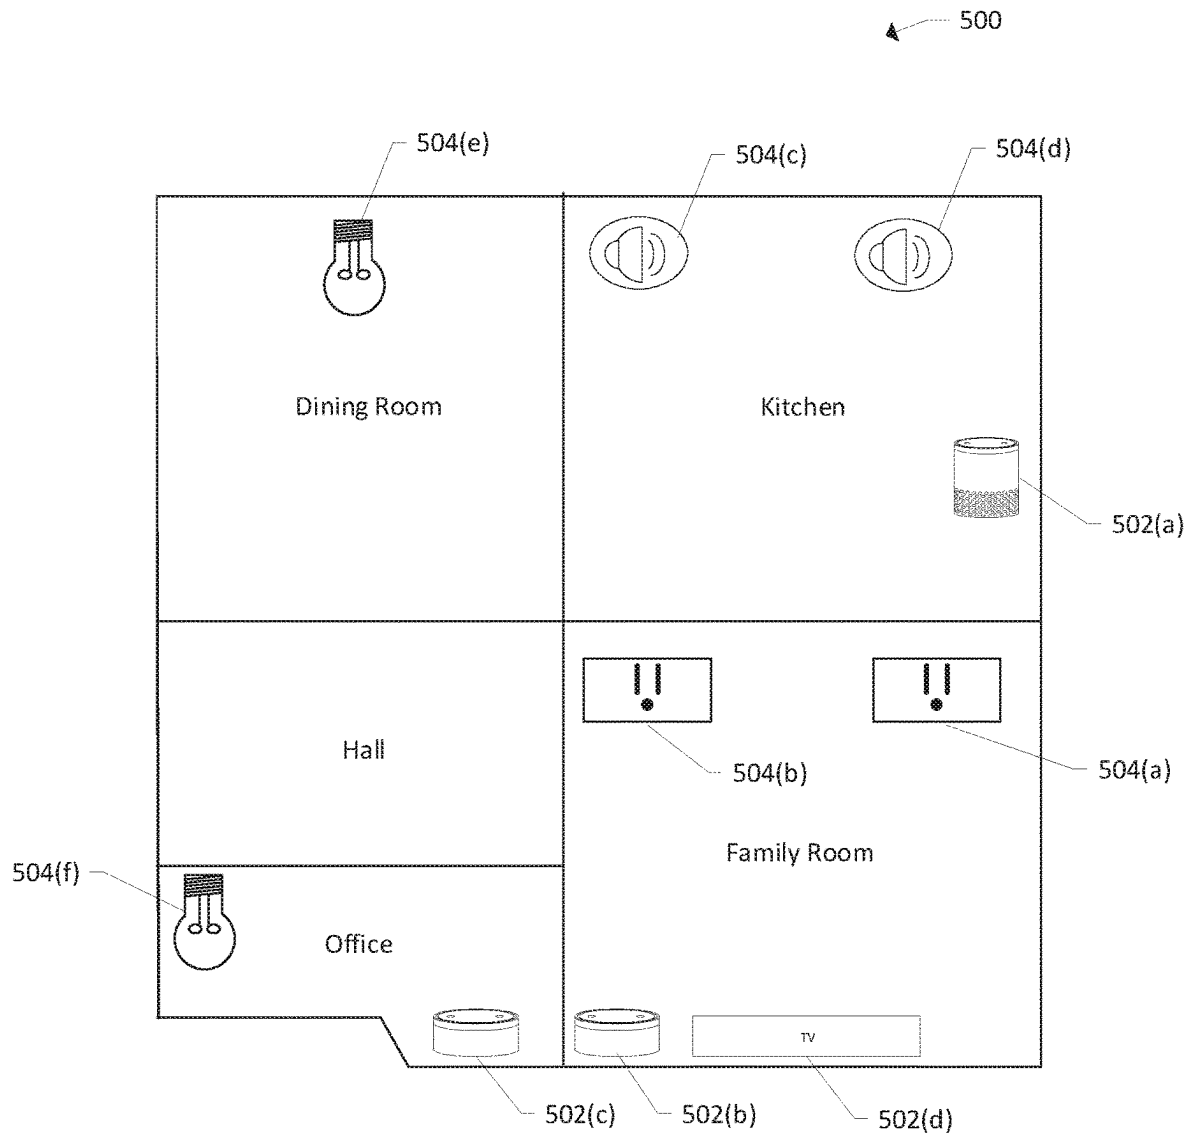 500
504(e)
504(c)
504(d)
Dining Room
Kitchen
502(a)
Hall
504(b)
504(a)
Family Room
504(f)
Office
TV
502(c)
502(b)
502(d)